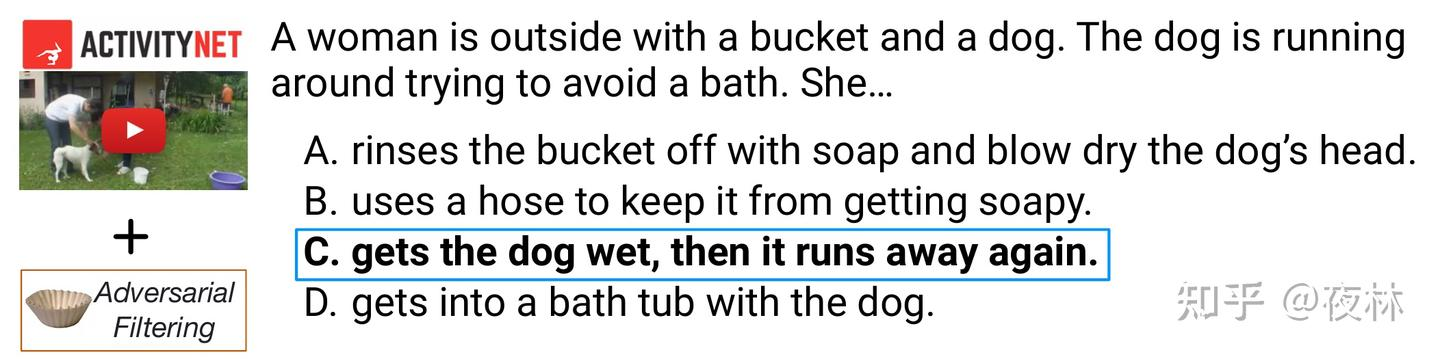 ACTIVITYNET
A woman is outside with a bucket and a dog. The dog is running
around trying to avoid a bath. She…
A. rinses the bucket off with soap and blow dry the dog’s head.
B. uses a hose to keep it from getting soapy.
C. gets the dog wet, then it runs away again.
D. gets into a bath tub with the dog.
+
Adversarial
Filtering
知乎 @夜林